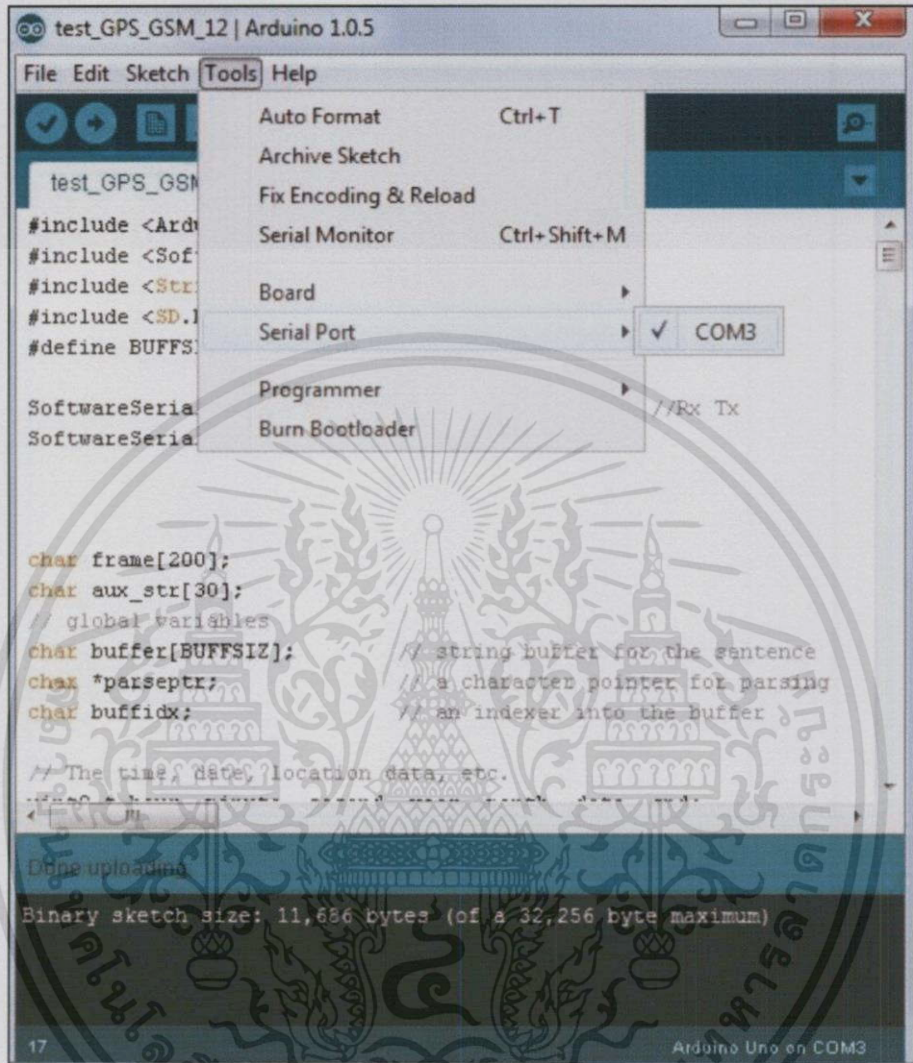 test_GPS_GSM_12 | Arduino 1.0.5
File Edit Sketch Tools Help
Auto Format Ctrl+T
Archive Sketch
Fix Encoding & Reload
Serial Monitor Ctrl+Shift+M
Board
Serial Port
COM3
Programmer
Burn Bootloader
test_GPS_GSM
#include <Ardu
#include <Sof
#include <Str
#include <SD.
#define BUFFS
SoftwareSeria //Rx Tx
SoftwareSeria
char frame[200];
char aux_str[30];
// global variables
char buffer[BUFFSIZ]; // string buffer for the sentence
char *parseptr; // a character pointer for parsing
char buffidx; // an indexer into the buffer
// The time, date, location data, etc.
Done uploading
Binary sketch size: 11,686 bytes (of a 32,256 byte maximum)
17 Arduino Uno on COM3